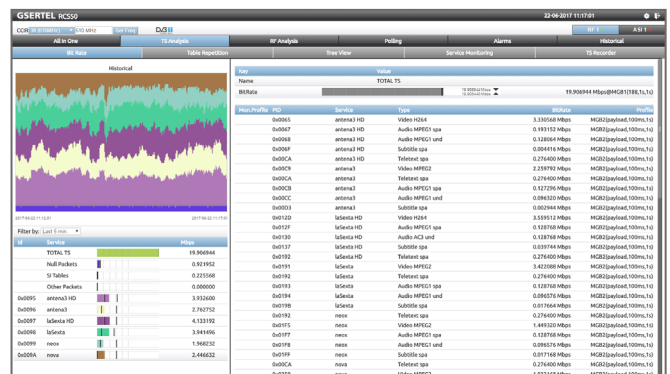 GSERTEL RC550
22-06-2017 11:17:01
CCIR 38 (610MHz) 610 MHz Set Freq DVB
RF 1 ASI 1
All In One TS Analysis RF Analysis Polling Alarms Historical
Bit Rate Table Repetition Tree View Service Monitoring TS Recorder
Historical
2017-06-22 11:12:01 2017-06-22 11:17:01
Filter by: Last 5 min.
Id Service Mbps
TOTAL TS 19.906944
Null Packets 0.921952
SI Tables 0.225568
Other Packets 0.000000
0x0095 antena3 HD 3.932600
0x0096 antena3 2.762752
0x0097 laSexta HD 4.133192
0x0098 laSexta 3.941496
0x0099 neox 1.968232
0x009A nova 2.446632
Key Value
Name TOTAL TS
BitRate 19.906944 Mbps@MGB1(188,1s,1s)
Mon.Profile PID Service Type BitRate Profile
0x0065 antena3 HD Video H264 3.330568 Mbps MGB2(payload,100ms,1s)
0x0067 antena3 HD Audio MPEG1 spa 0.193152 Mbps MGB2(payload,100ms,1s)
0x0068 antena3 HD Audio MPEG1 und 0.128064 Mbps MGB2(payload,100ms,1s)
0x006F antena3 HD Subtitle spa 0.004416 Mbps MGB2(payload,100ms,1s)
0x00CA antena3 HD Teletext spa 0.276400 Mbps MGB2(payload,100ms,1s)
0x00C9 antena3 Video MPEG2 2.259792 Mbps MGB2(payload,100ms,1s)
0x00CA antena3 Teletext spa 0.276400 Mbps MGB2(payload,100ms,1s)
0x00CB antena3 Audio MPEG1 spa 0.127296 Mbps MGB2(payload,100ms,1s)
0x00CC antena3 Audio MPEG1 und 0.096320 Mbps MGB2(payload,100ms,1s)
0x00D3 antena3 Subtitle spa 0.002944 Mbps MGB2(payload,100ms,1s)
0x012D laSexta HD Video H264 3.559512 Mbps MGB2(payload,100ms,1s)
0x012F laSexta HD Audio MPEG1 spa 0.128768 Mbps MGB2(payload,100ms,1s)
0x0130 laSexta HD Audio AC3 und 0.128768 Mbps MGB2(payload,100ms,1s)
0x0137 laSexta HD Subtitle spa 0.039744 Mbps MGB2(payload,100ms,1s)
0x0192 laSexta HD Teletext spa 0.276400 Mbps MGB2(payload,100ms,1s)
0x0191 laSexta Video MPEG2 3.422088 Mbps MGB2(payload,100ms,1s)
0x0192 laSexta Teletext spa 0.276400 Mbps MGB2(payload,100ms,1s)
0x0193 laSexta Audio MPEG1 spa 0.128768 Mbps MGB2(payload,100ms,1s)
0x0194 laSexta Audio MPEG1 und 0.096576 Mbps MGB2(payload,100ms,1s)
0x019B laSexta Subtitle spa 0.017664 Mbps MGB2(payload,100ms,1s)
0x0192 neox Teletext spa 0.276400 Mbps MGB2(payload,100ms,1s)
0x01F5 neox Video MPEG2 1.449320 Mbps MGB2(payload,100ms,1s)
0x01F7 neox Audio MPEG1 spa 0.128768 Mbps MGB2(payload,100ms,1s)
0x01F8 neox Audio MPEG1 und 0.096576 Mbps MGB2(payload,100ms,1s)
0x01FF neox Subtitle spa 0.017168 Mbps MGB2(payload,100ms,1s)
0x00CA nova Teletext spa 0.276400 Mbps MGB2(payload,100ms,1s)